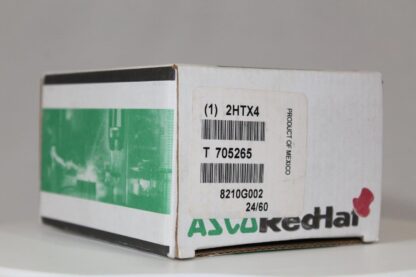 (1) 2HTX4
T 705265
8210G002
24/60
PRODUCT OF MEXICO
ASCO RedHat